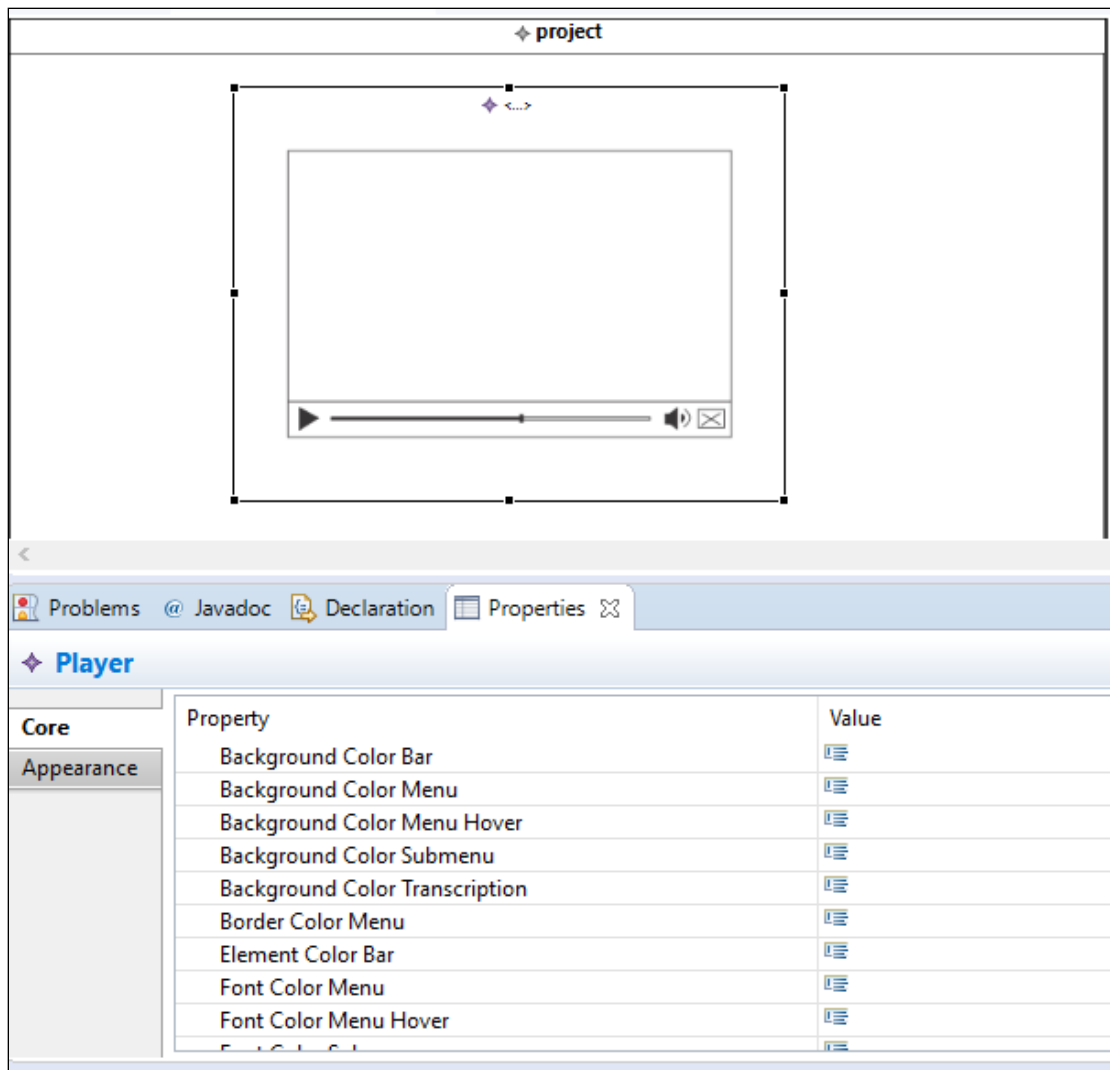 project
<...>
Problems @ Javadoc Declaration Properties
Player
Core
Appearance
Property Value
Background Color Bar
Background Color Menu
Background Color Menu Hover
Background Color Submenu
Background Color Transcription
Border Color Menu
Element Color Bar
Font Color Menu
Font Color Menu Hover